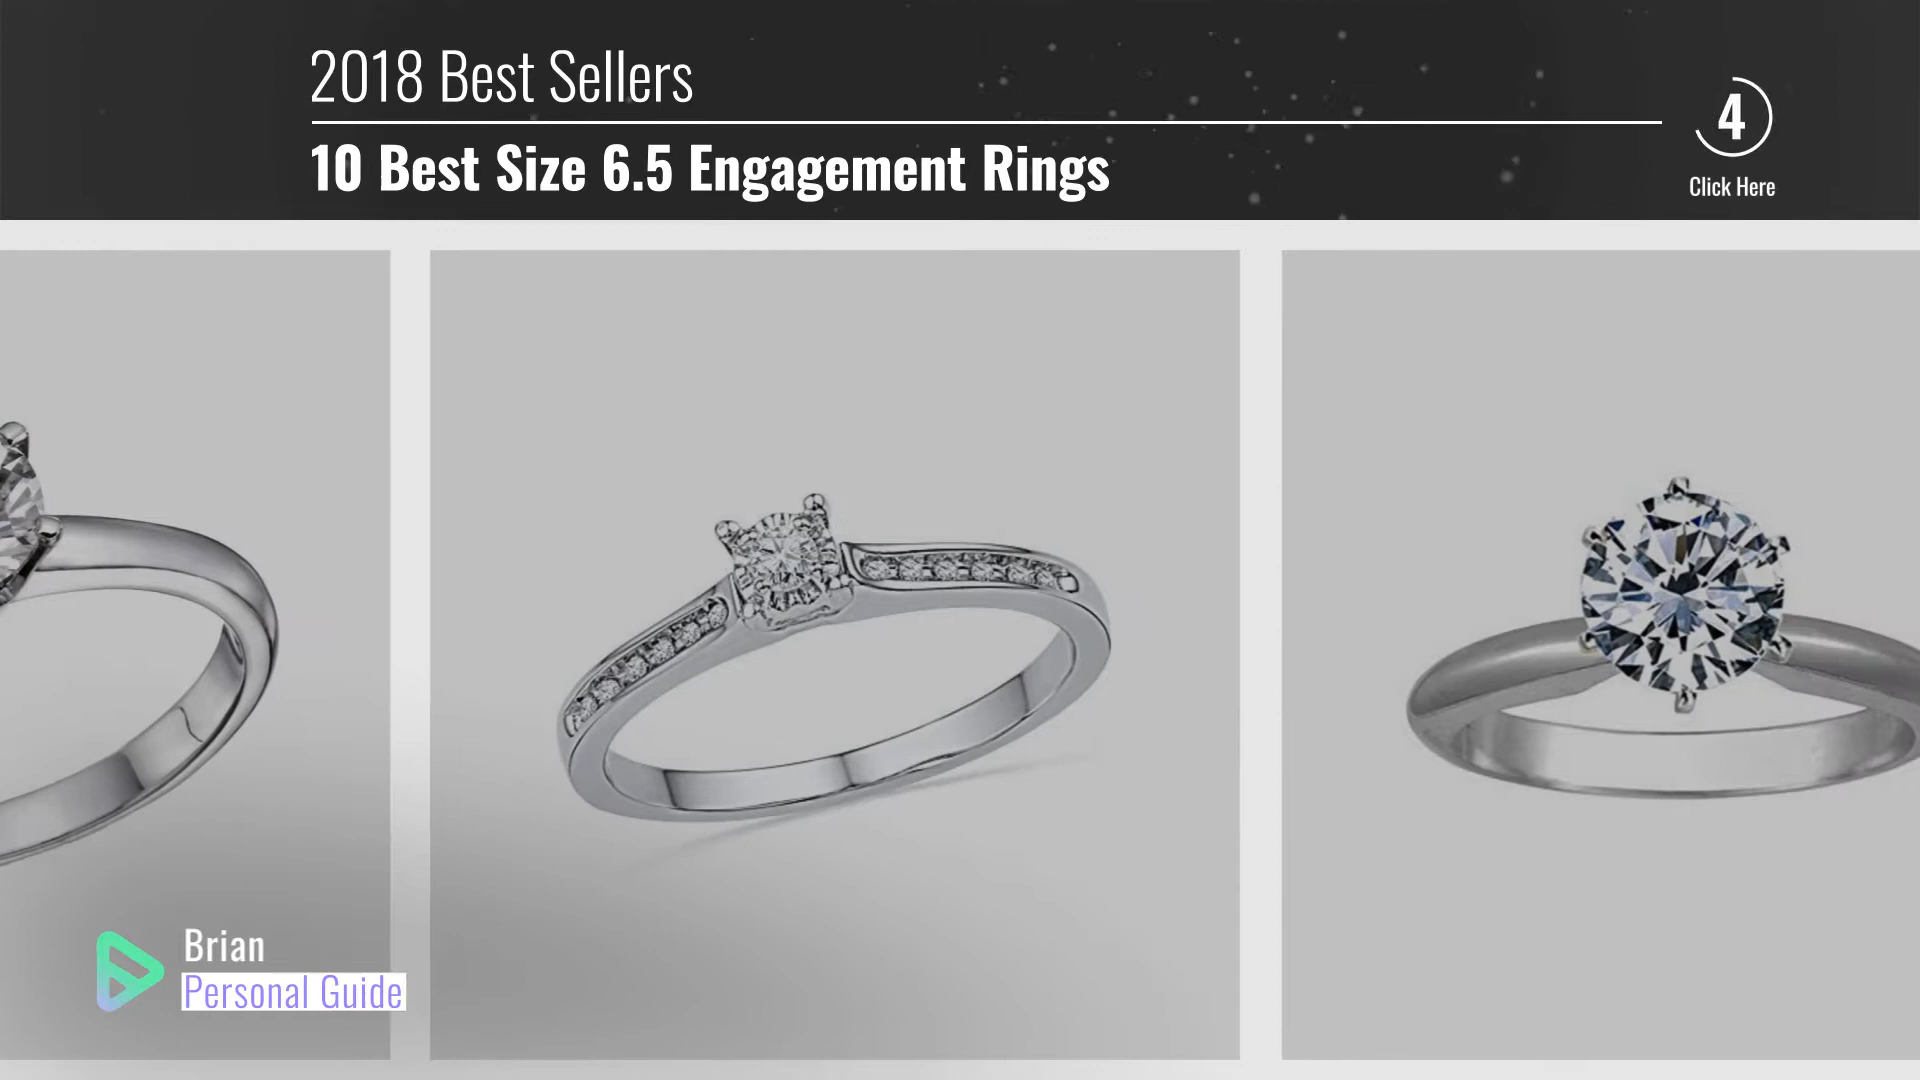 2018 Best Sellers
10 Best Size 6.5 Engagement Rings
4
Click Here
Brian
Personal Guide